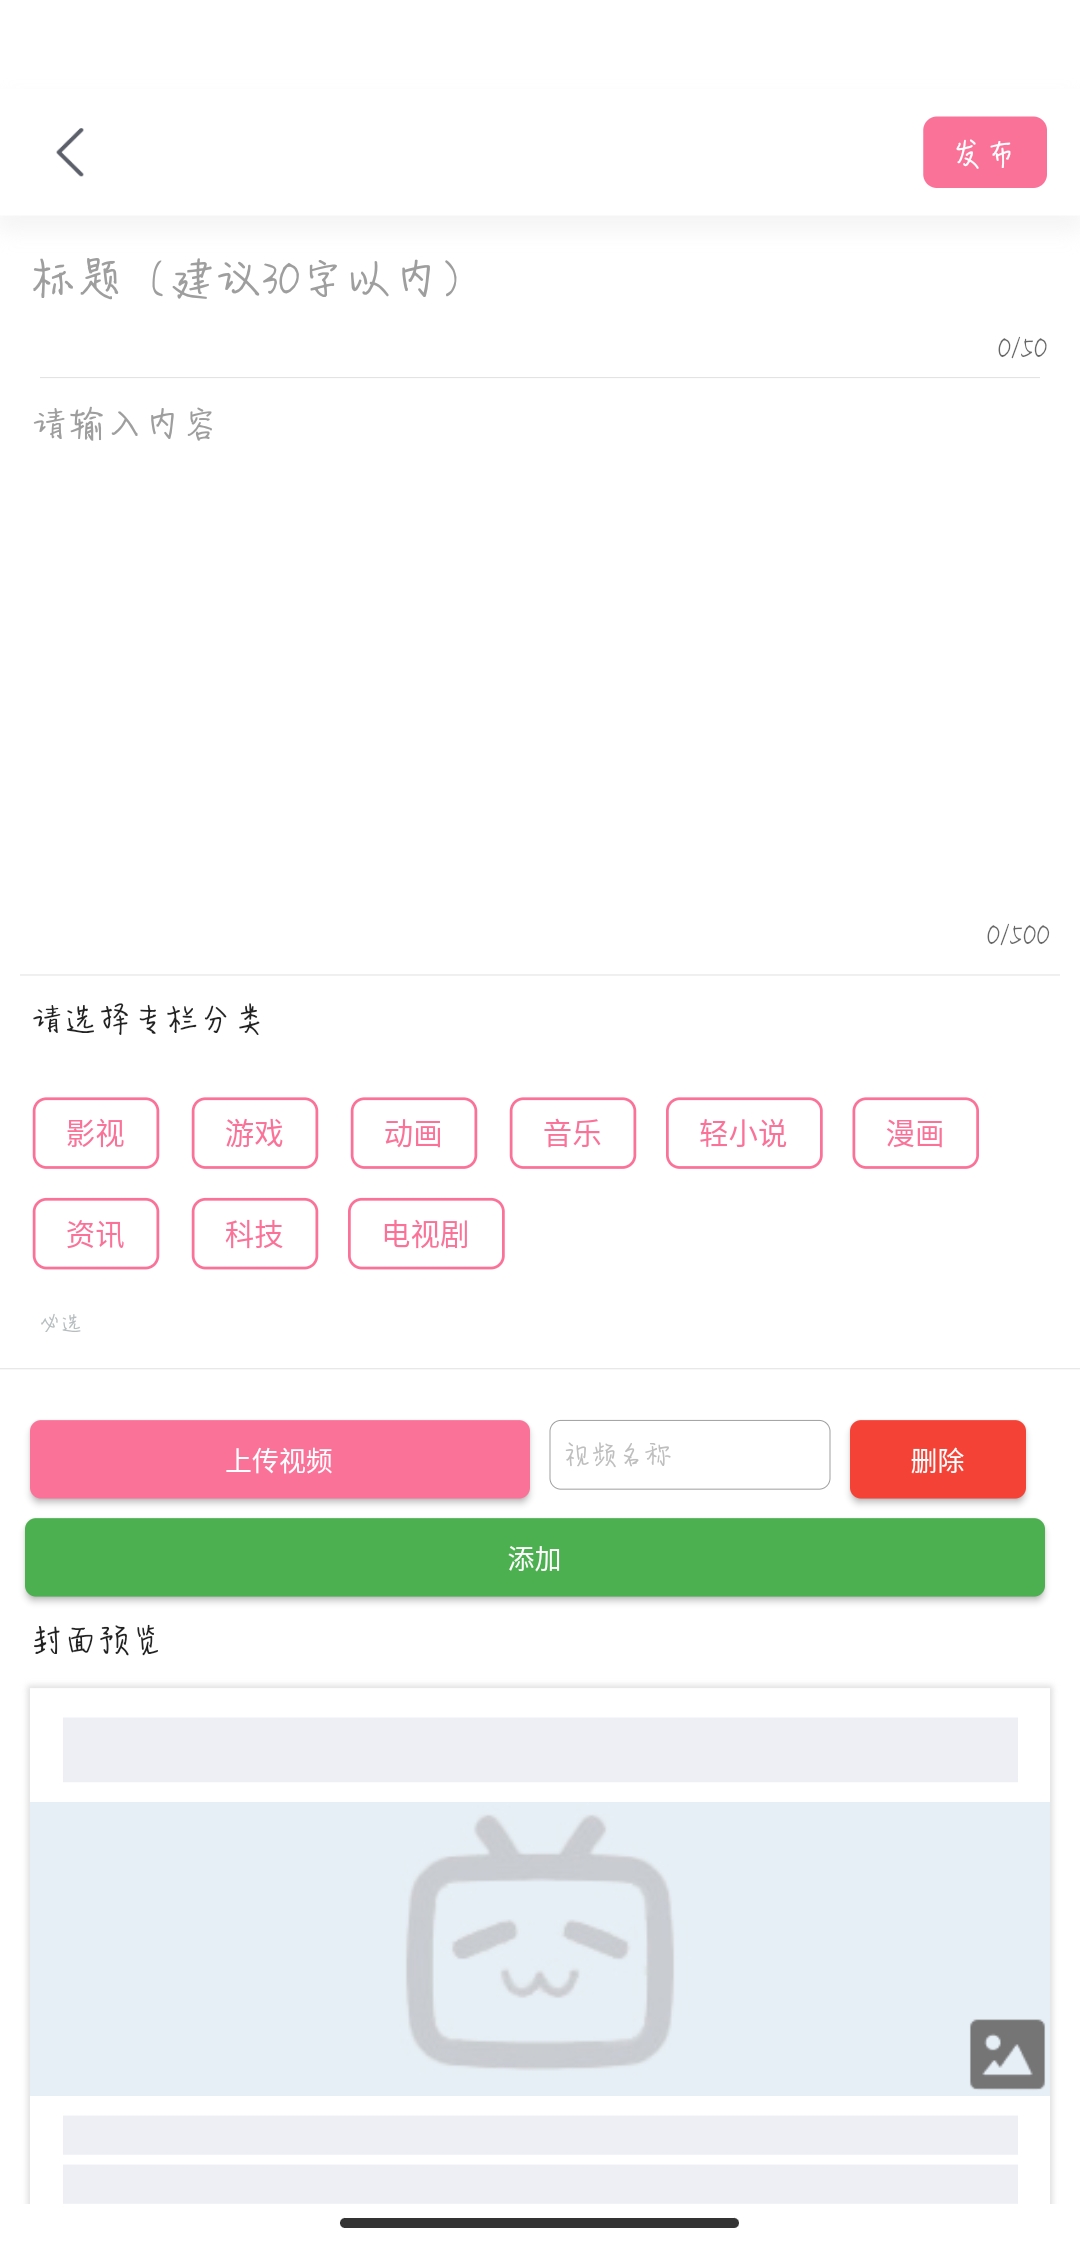 发布
标题（建议30字以内）
0/50
请输入内容
0/500
请选择专栏分类
影视 游戏 动画 音乐 轻小说 漫画
资讯 科技 电视剧
必选
上传视频 视频名称 删除
添加
封面预览